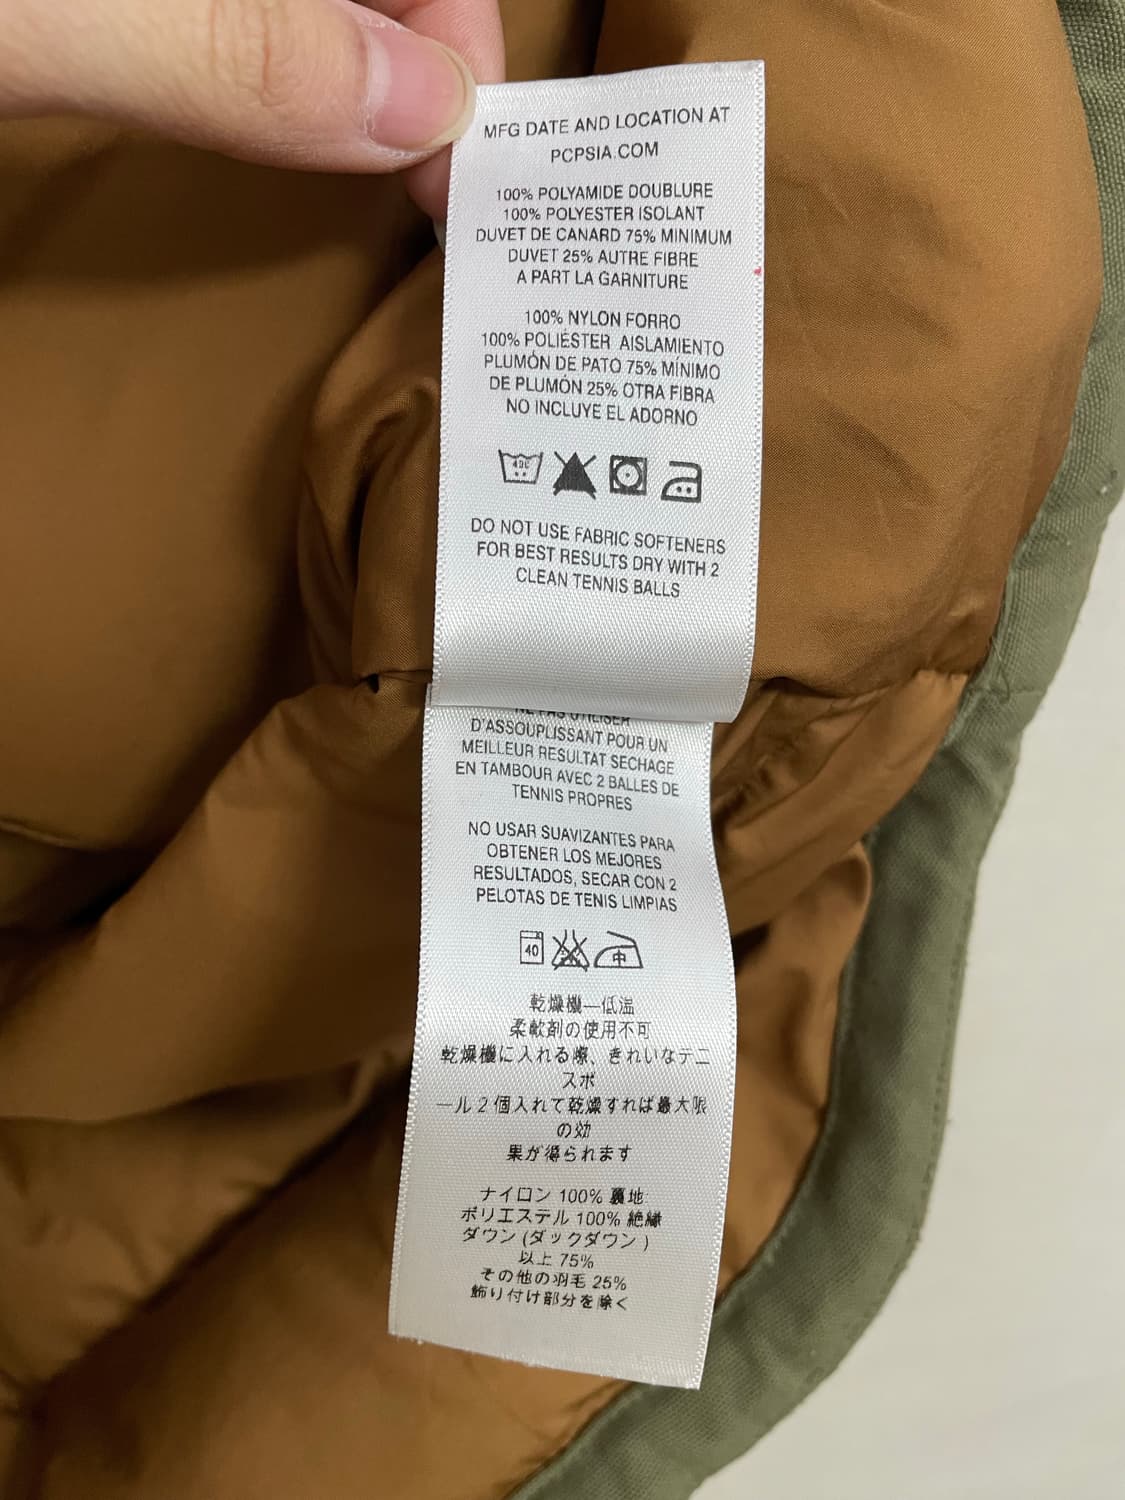 MFG DATE AND LOCATION AT
PCPSIA.COM
100% POLYAMIDE DOUBLURE
100% POLYESTER ISOLANT
DUVET DE CANARD 75% MINIMUM
DUVET 25% AUTRE FIBRE
A PART LA GARNITURE
100% NYLON FORRO
100% POLIÉSTER AISLAMIENTO
PLUMÓN DE PATO 75% MÍNIMO
DE PLUMÓN 25% OTRA FIBRA
NO INCLUYE EL ADORNO
40C
DO NOT USE FABRIC SOFTENERS
FOR BEST RESULTS DRY WITH 2
CLEAN TENNIS BALLS
NE PAS UTILISER
D'ASSOUPLISSANT POUR UN
MEILLEUR RESULTAT SECHAGE
EN TAMBOUR AVEC 2 BALLES DE
TENNIS PROPRES
NO USAR SUAVIZANTES PARA
OBTENER LOS MEJORES
RESULTADOS, SECAR CON 2
PELOTAS DE TENIS LIMPIAS
40 中
乾燥機—低温
柔軟剤の使用不可
乾燥機に入れる際、きれいなテニ
スボ
ール2個入れて乾燥すれば最大限
の効
果が得られます
ナイロン 100% 裏地
ポリエステル 100% 絶縁
ダウン (ダックダウン )
以上 75%
その他の羽毛 25%
飾り付け部分を除く